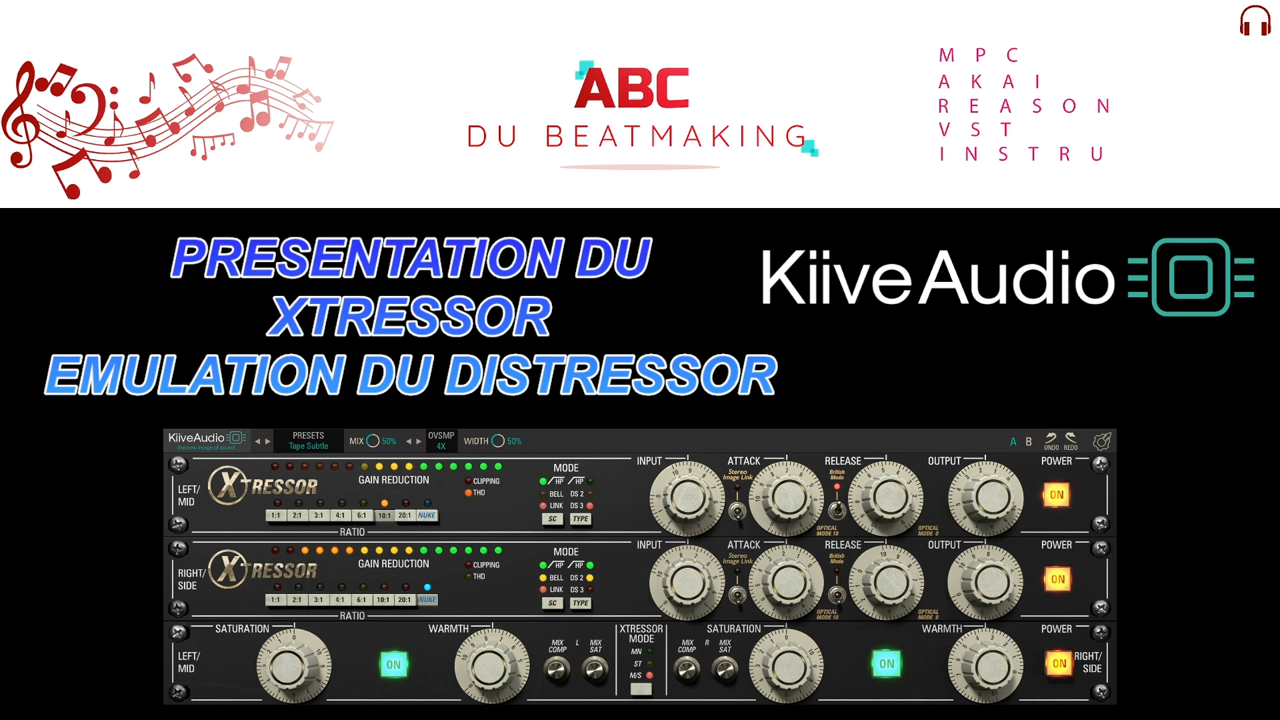 ABC
DU BEATMAKING
MPC
AKAI
REASON
VST
INSTRU
PRESENTATION DU
XTRESSOR
EMULATION DU DISTRESSOR
KiiveAudio
KiiveAudio
PRESETS
Tape Subtle
MIX 50%
OVSMP
4X
WIDTH 50%
A B
UNDO REDO
LEFT/
MID
XTRESSOR
GAIN REDUCTION
CLIPPING
THD
1:1 2:1 3:1 4:1 6:1 10:1 20:1 NUKE
RATIO
MODE
HP HP
BELL DS 2
LINK DS 3
SC TYPE
INPUT
Stereo
Image Link
ATTACK
OPTICAL
MODE 10
British
Mode
RELEASE
OPTICAL
MODE 0
OUTPUT
POWER
ON
RIGHT/
SIDE
XTRESSOR
GAIN REDUCTION
CLIPPING
THD
1:1 2:1 3:1 4:1 6:1 10:1 20:1 NUKE
RATIO
MODE
HP HP
BELL DS 2
LINK DS 3
SC TYPE
INPUT
Stereo
Image Link
ATTACK
OPTICAL
MODE 10
British
Mode
RELEASE
OPTICAL
MODE 0
OUTPUT
POWER
ON
LEFT/
MID
SATURATION
ON
WARMTH
MIX
COMP
L
MIX
SAT
XTRESSOR
MODE
MN
ST
M/S
MIX
COMP
R
MIX
SAT
SATURATION
ON
WARMTH
POWER
ON
RIGHT/
SIDE